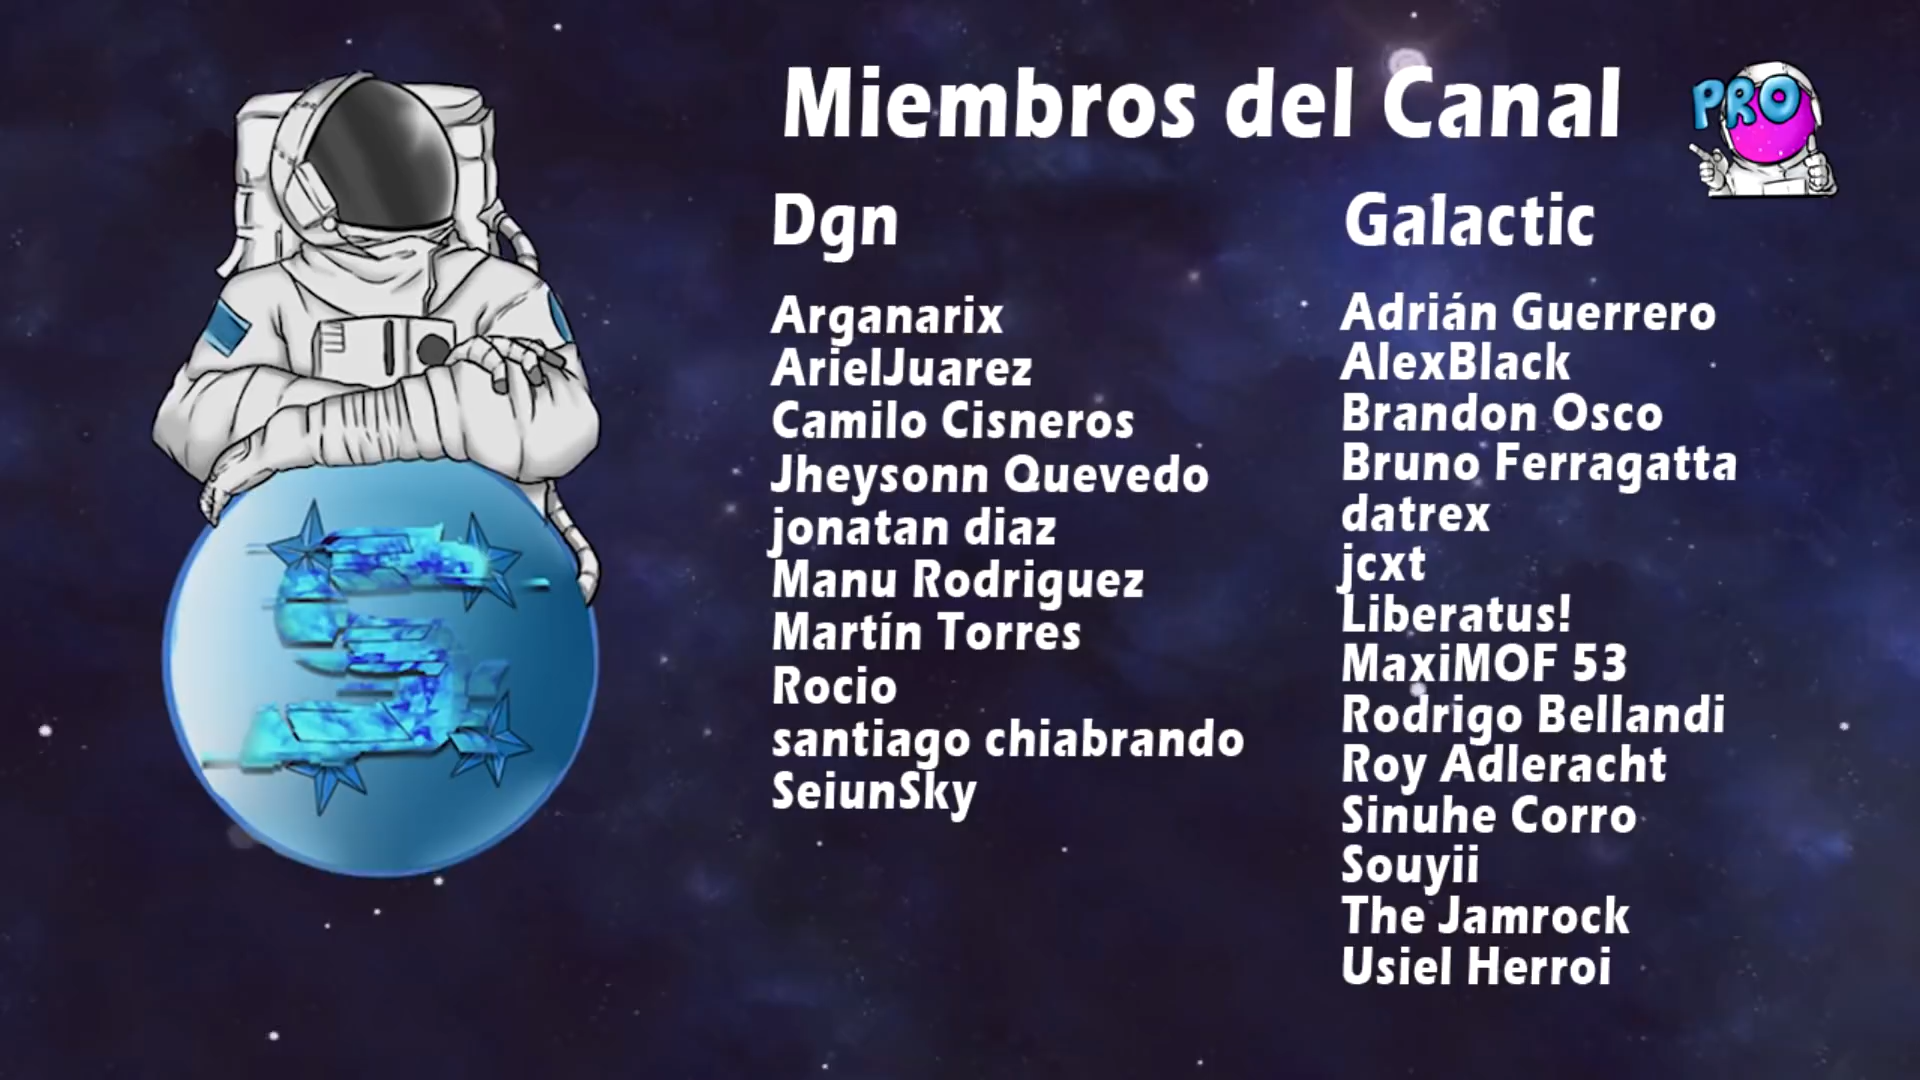 Miembros del Canal
PRO
Dgn
Arganarix
ArielJuarez
Camilo Cisneros
Jheysonn Quevedo
jonatan diaz
Manu Rodriguez
Martín Torres
Rocio
santiago chiabrando
SeiunSky
Galactic
Adrián Guerrero
AlexBlack
Brandon Osco
Bruno Ferragatta
datrex
jcxt
Liberatus!
MaxiMOF 53
Rodrigo Bellandi
Roy Adleracht
Sinuhe Corro
Souyii
The Jamrock
Usiel Herroi
S